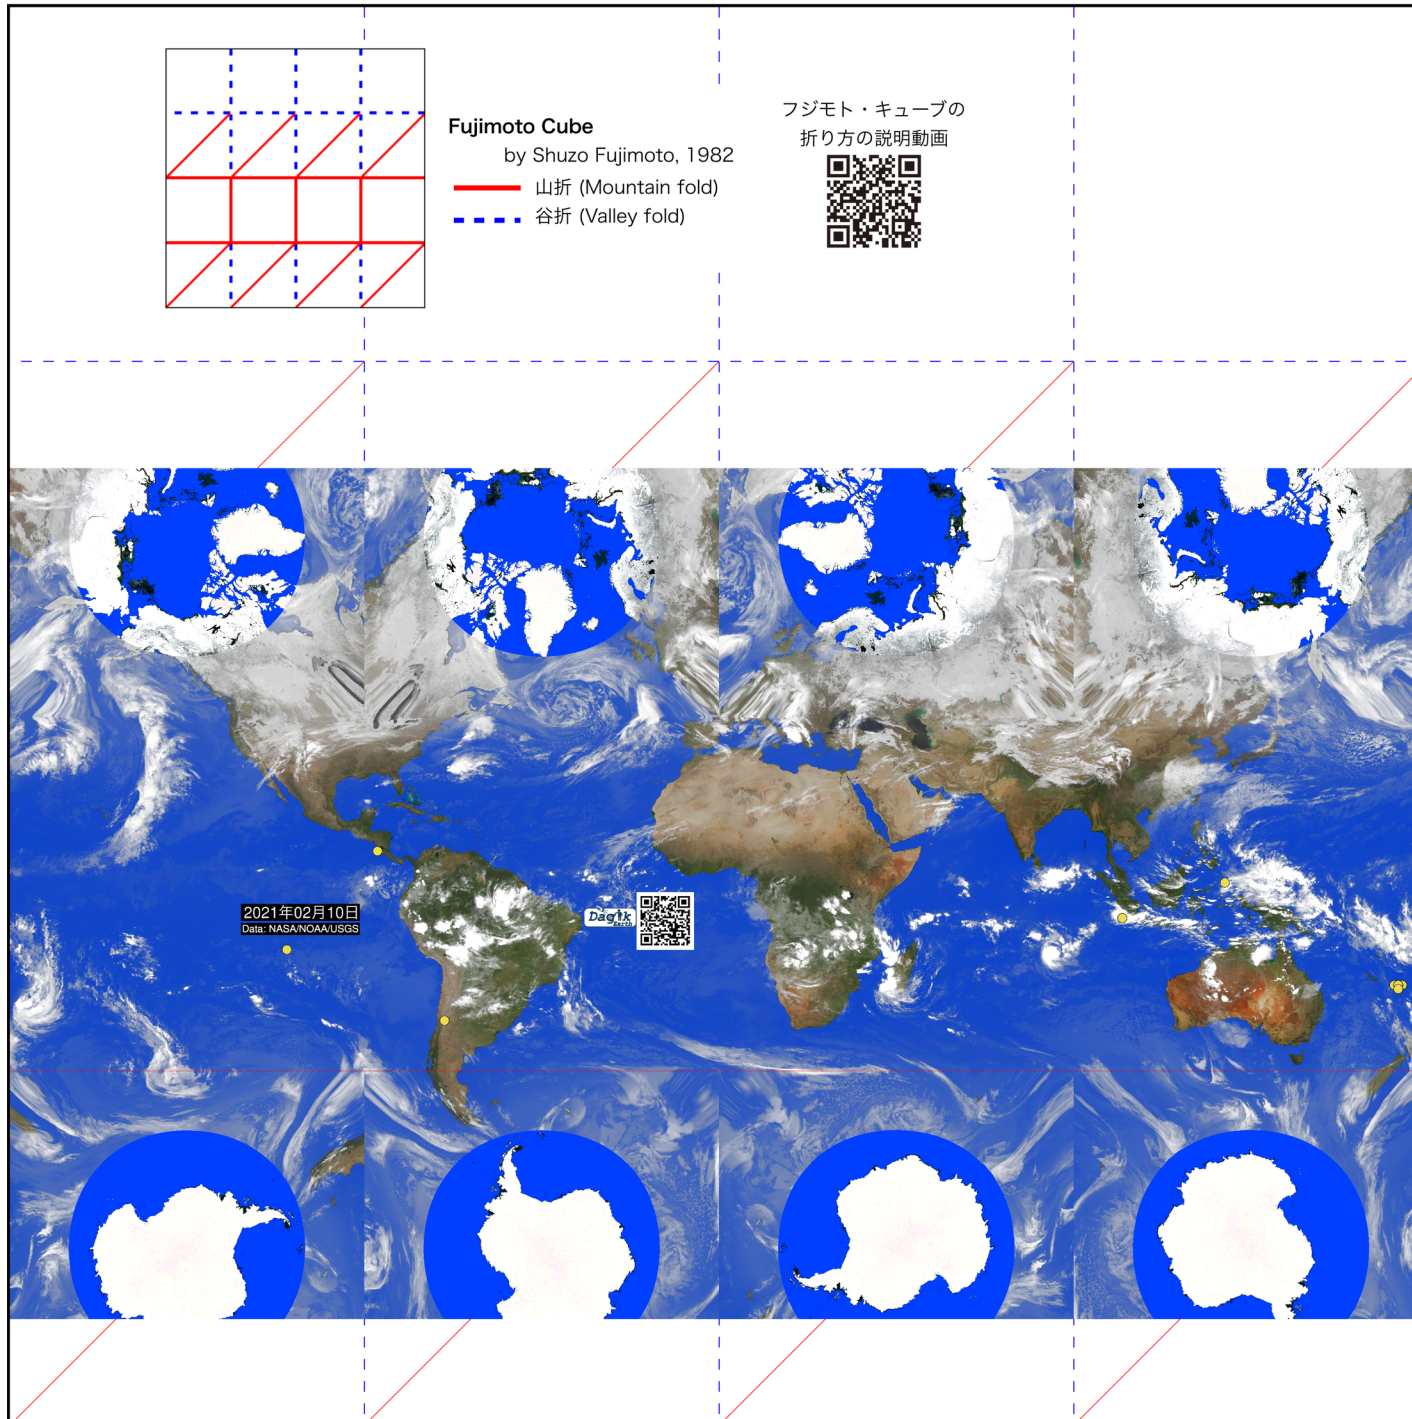 Fujimoto Cube
by Shuzo Fujimoto, 1982
山折 (Mountain fold)
谷折 (Valley fold)
フジモト・キューブの
折り方の説明動画
2021年02月10日
Data: NASA/NOAA/USGS
Dagik
Earth